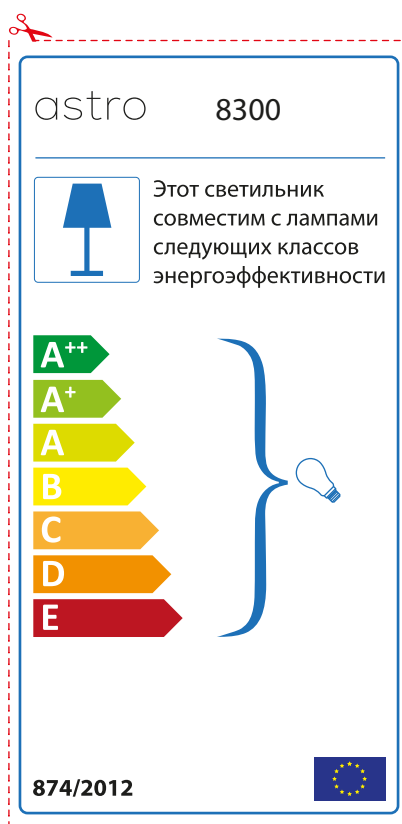 astro 8300
Этот светильник
совместим с лампами
следующих классов
энергоэффективности
A++
A+
A
B
C
D
E
874/2012